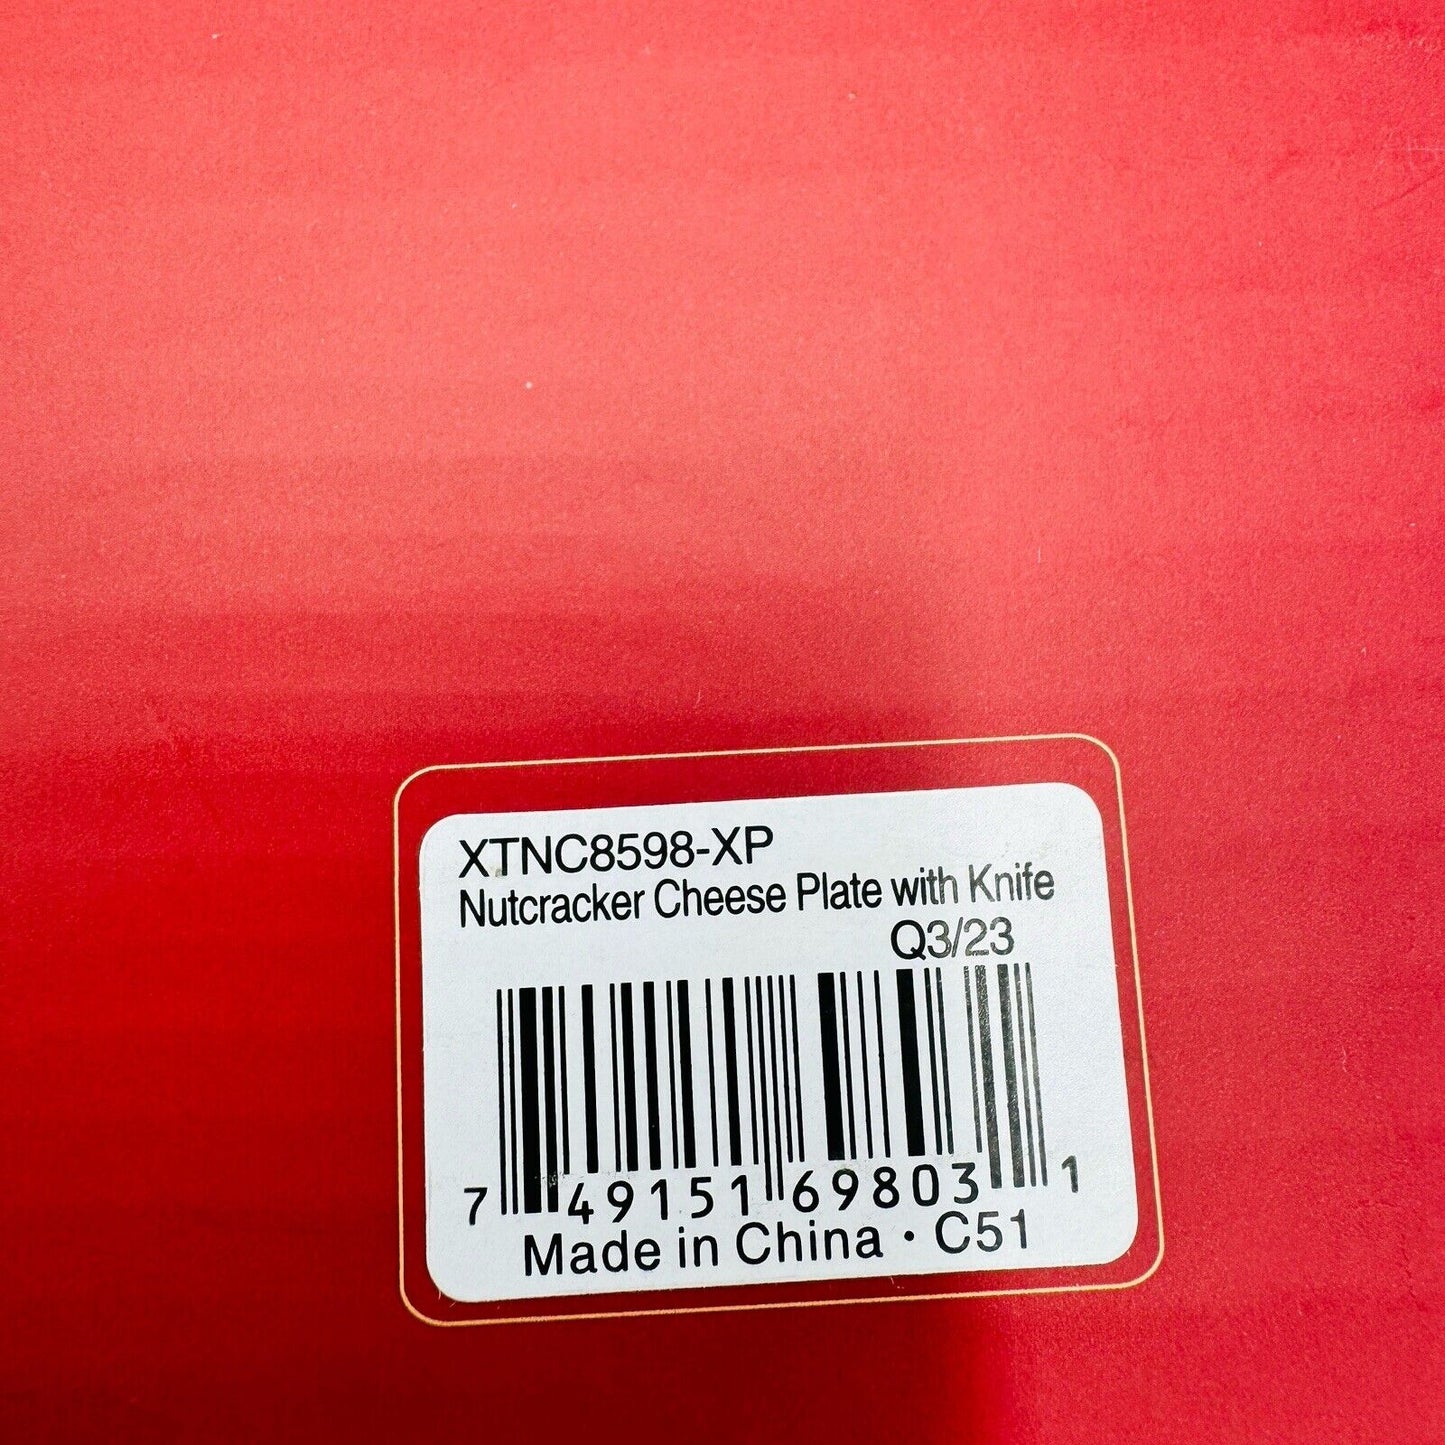 XTNC8598-XP
Nutcracker Cheese Plate with Knife
Q3/23
7 49151 69803 1
Made in China · C51